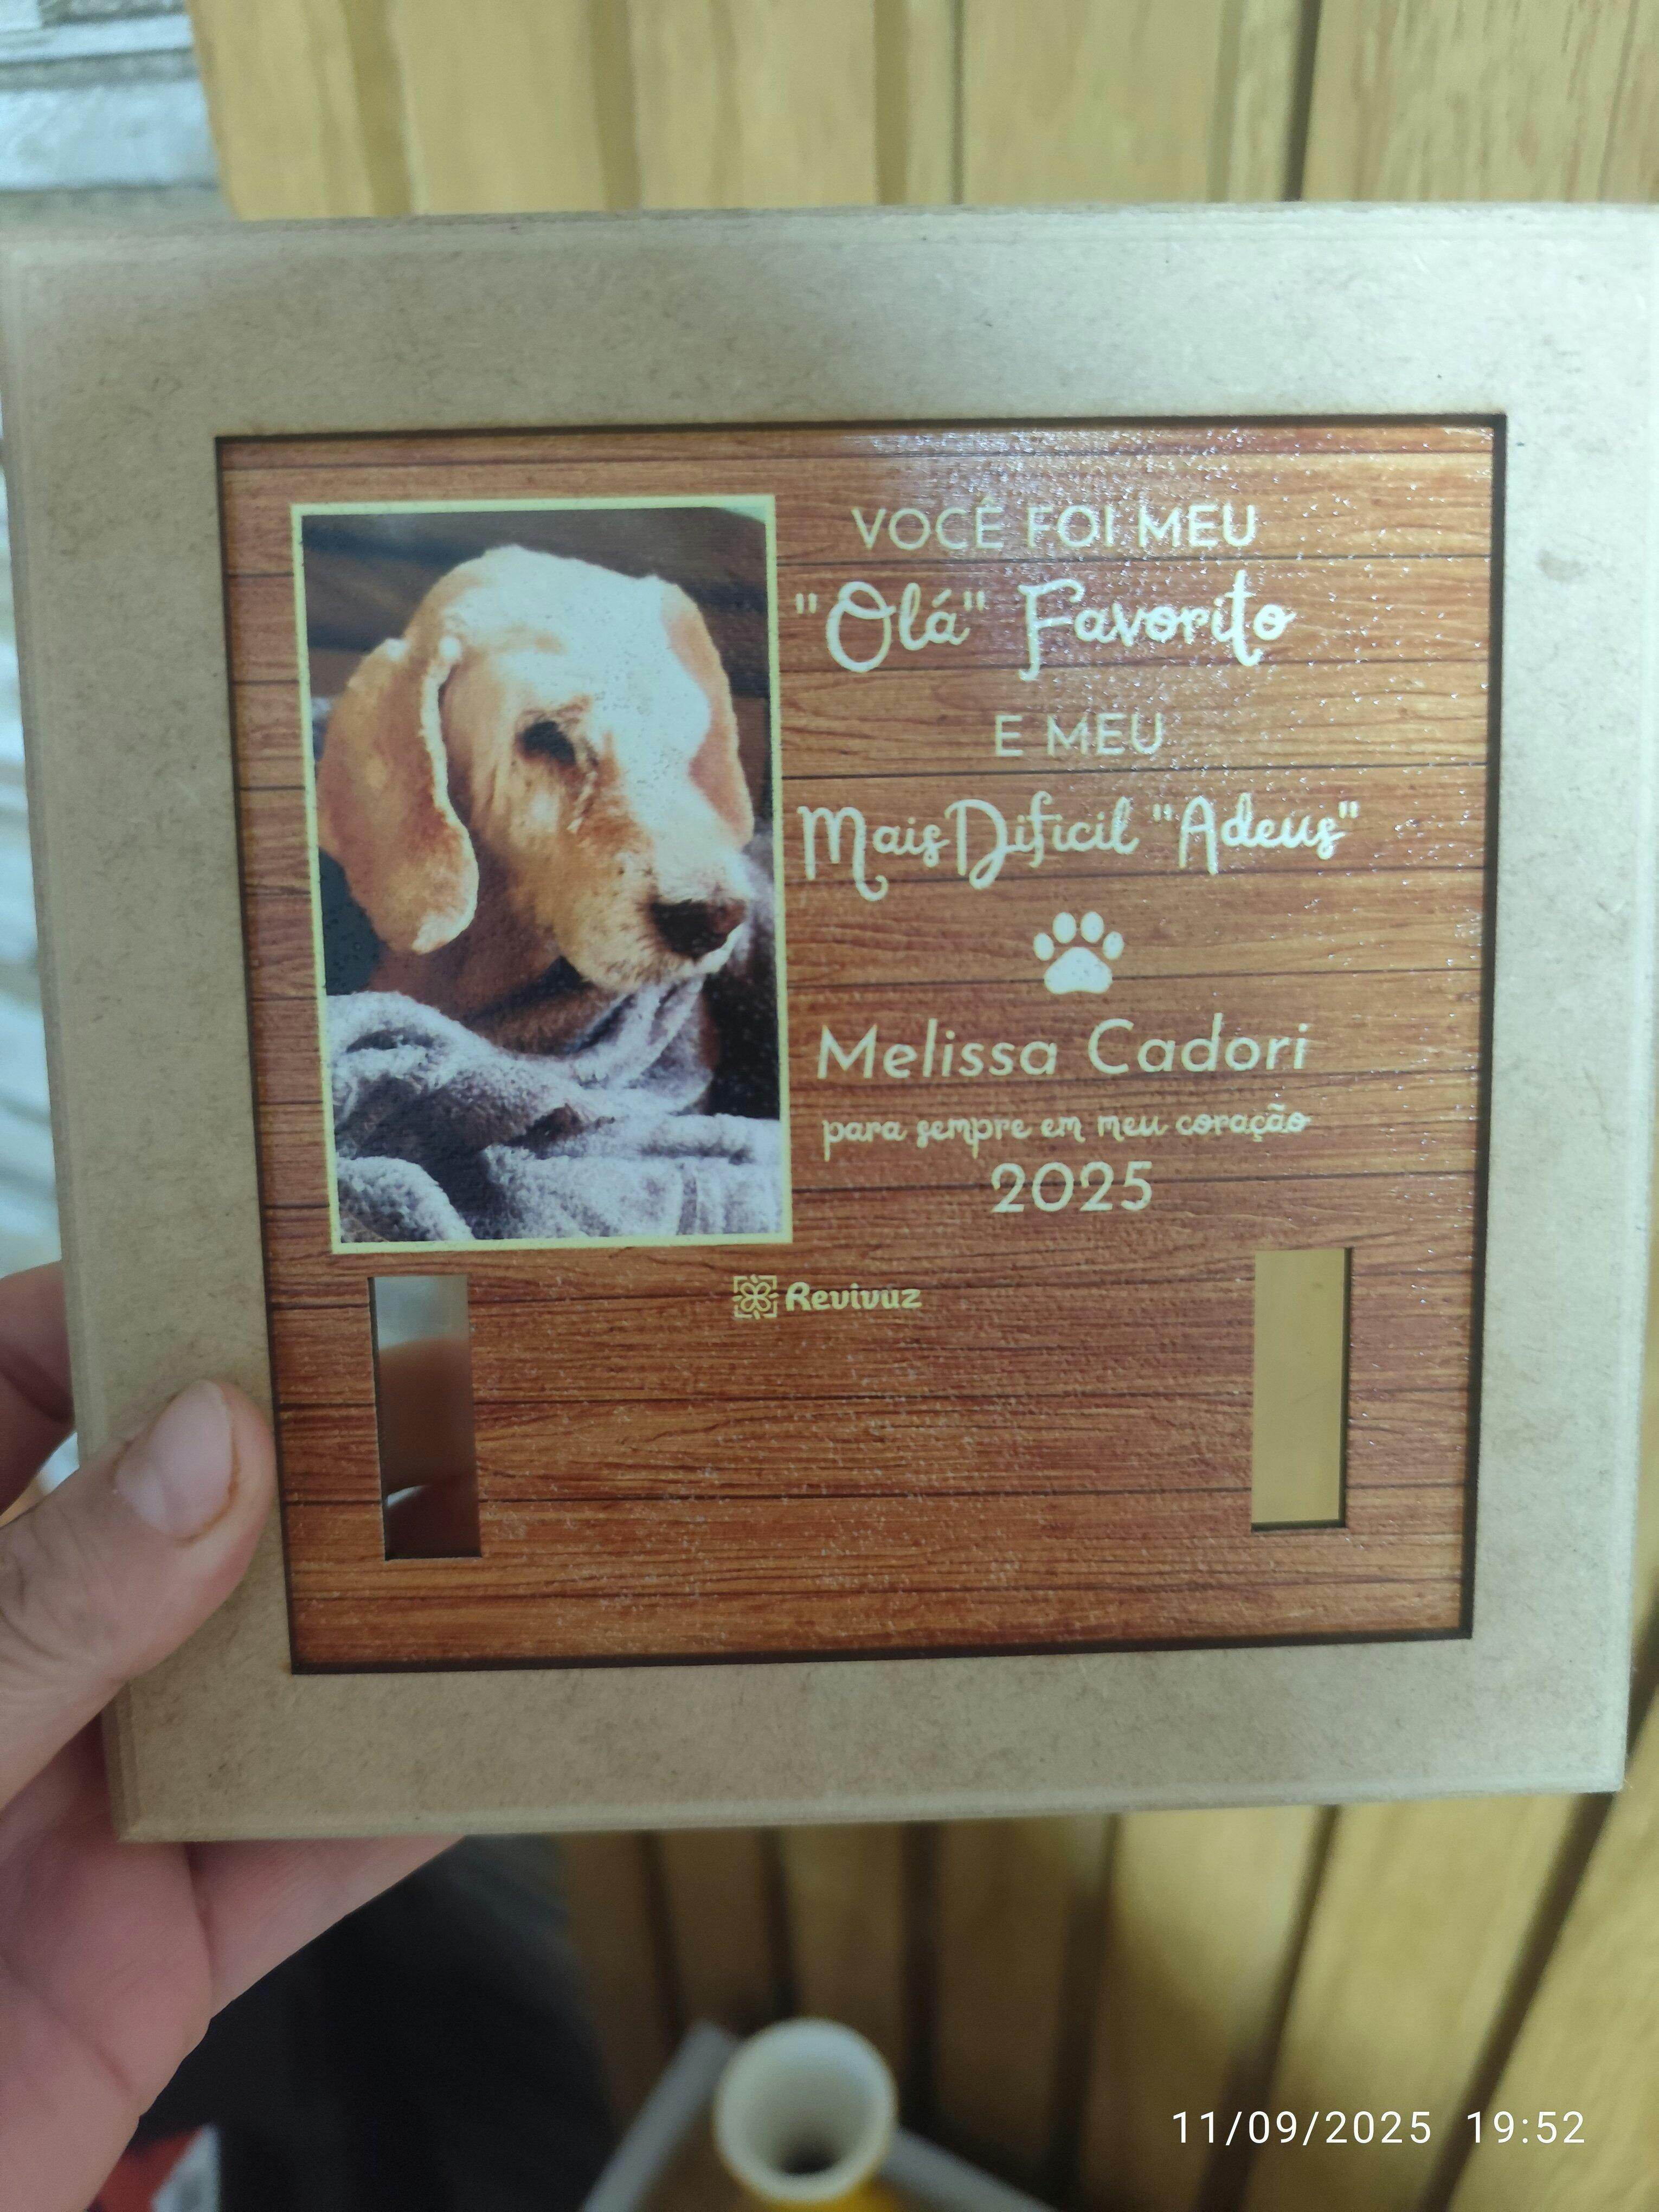 VOCÊ FOI MEU
"Olá" Favorito
E MEU
Mais Dificil "Adeus"
Melissa Cadori
para sempre em meu coração
2025
Revivuz
11/09/2025 19:52